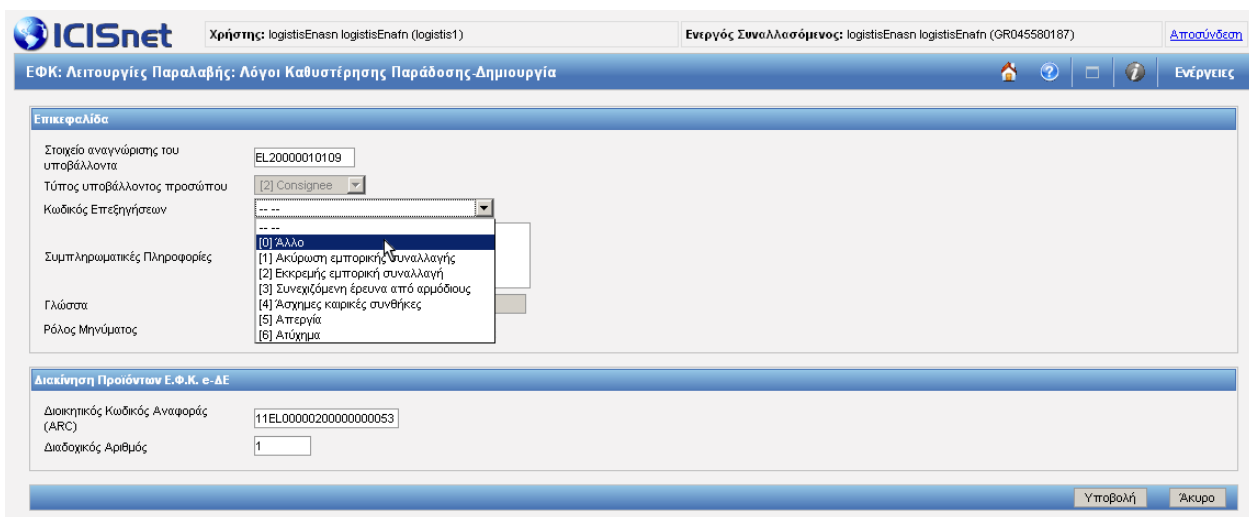 ICISnet
Χρήστης: logistisEnasn logistisEnafn (logistis1)
Ενεργός Συναλλασόμενος: logistisEnasn logistisEnafn (GR045580187)
Αποσύνδεση
ΕΦΚ: Λειτουργίες Παραλαβής: Λόγοι Καθυστέρησης Παράδοσης-Δημιουργία
Ενέργειες
Επικεφαλίδα
Στοιχείο αναγνώρισης του
υποβάλλοντα
EL20000010109
Τύπος υποβάλλοντος προσώπου
[2] Consignee
Κωδικός Επεξηγήσεων
-- --
-- --
[0] Άλλο
[1] Ακύρωση εμπορικής συναλλαγής
[2] Εκκρεμής εμπορική συναλλαγή
[3] Συνεχιζόμενη έρευνα από αρμόδιους
[4] Άσχημες καιρικές συνθήκες
[5] Απεργία
[6] Ατύχημα
Συμπληρωματικές Πληροφορίες
Γλώσσα
Ρόλος Μηνύματος
Διακίνηση Προϊόντων Ε.Φ.Κ. e-ΔΕ
Διοικητικός Κωδικός Αναφοράς
(ARC)
11EL00000200000000053
Διαδοχικός Αριθμός
1
Υποβολή
Άκυρο